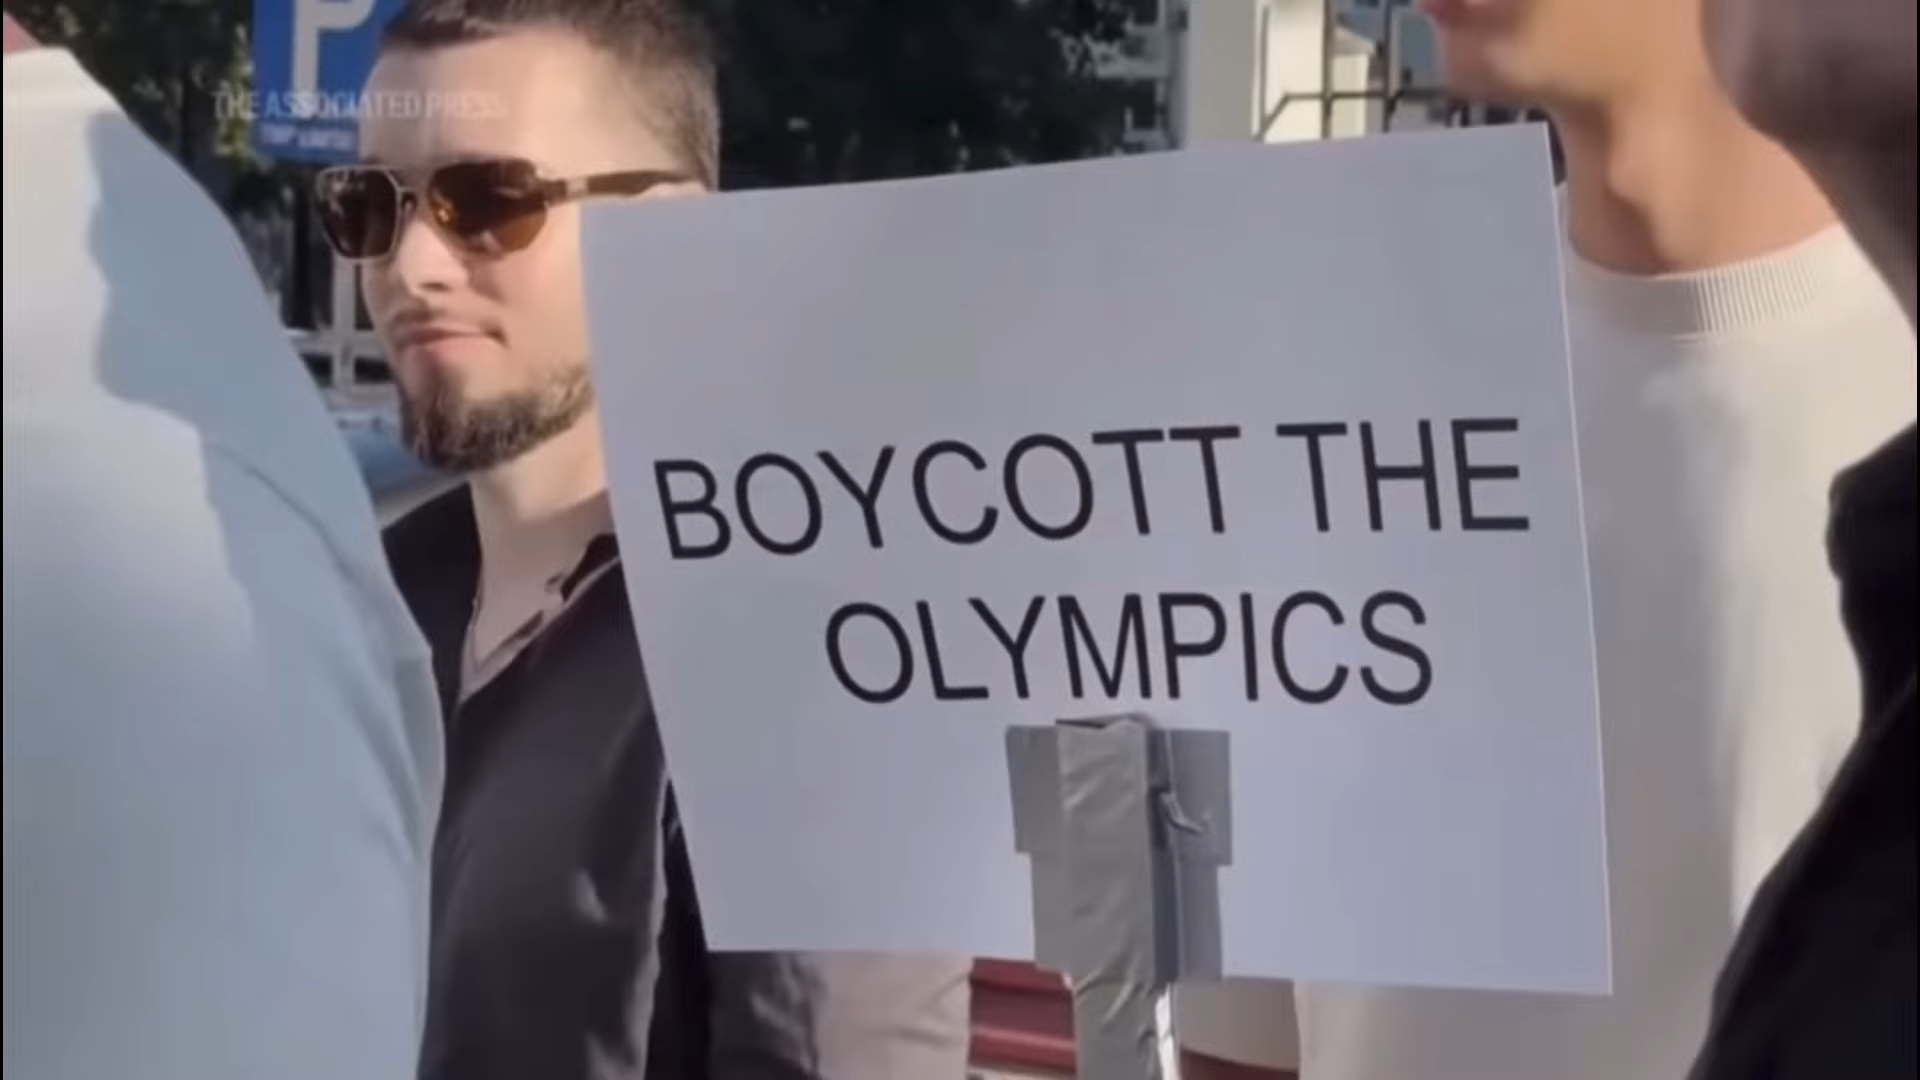 P
THE ASSOCIATED PRESS
BOYCOTT THE
OLYMPICS